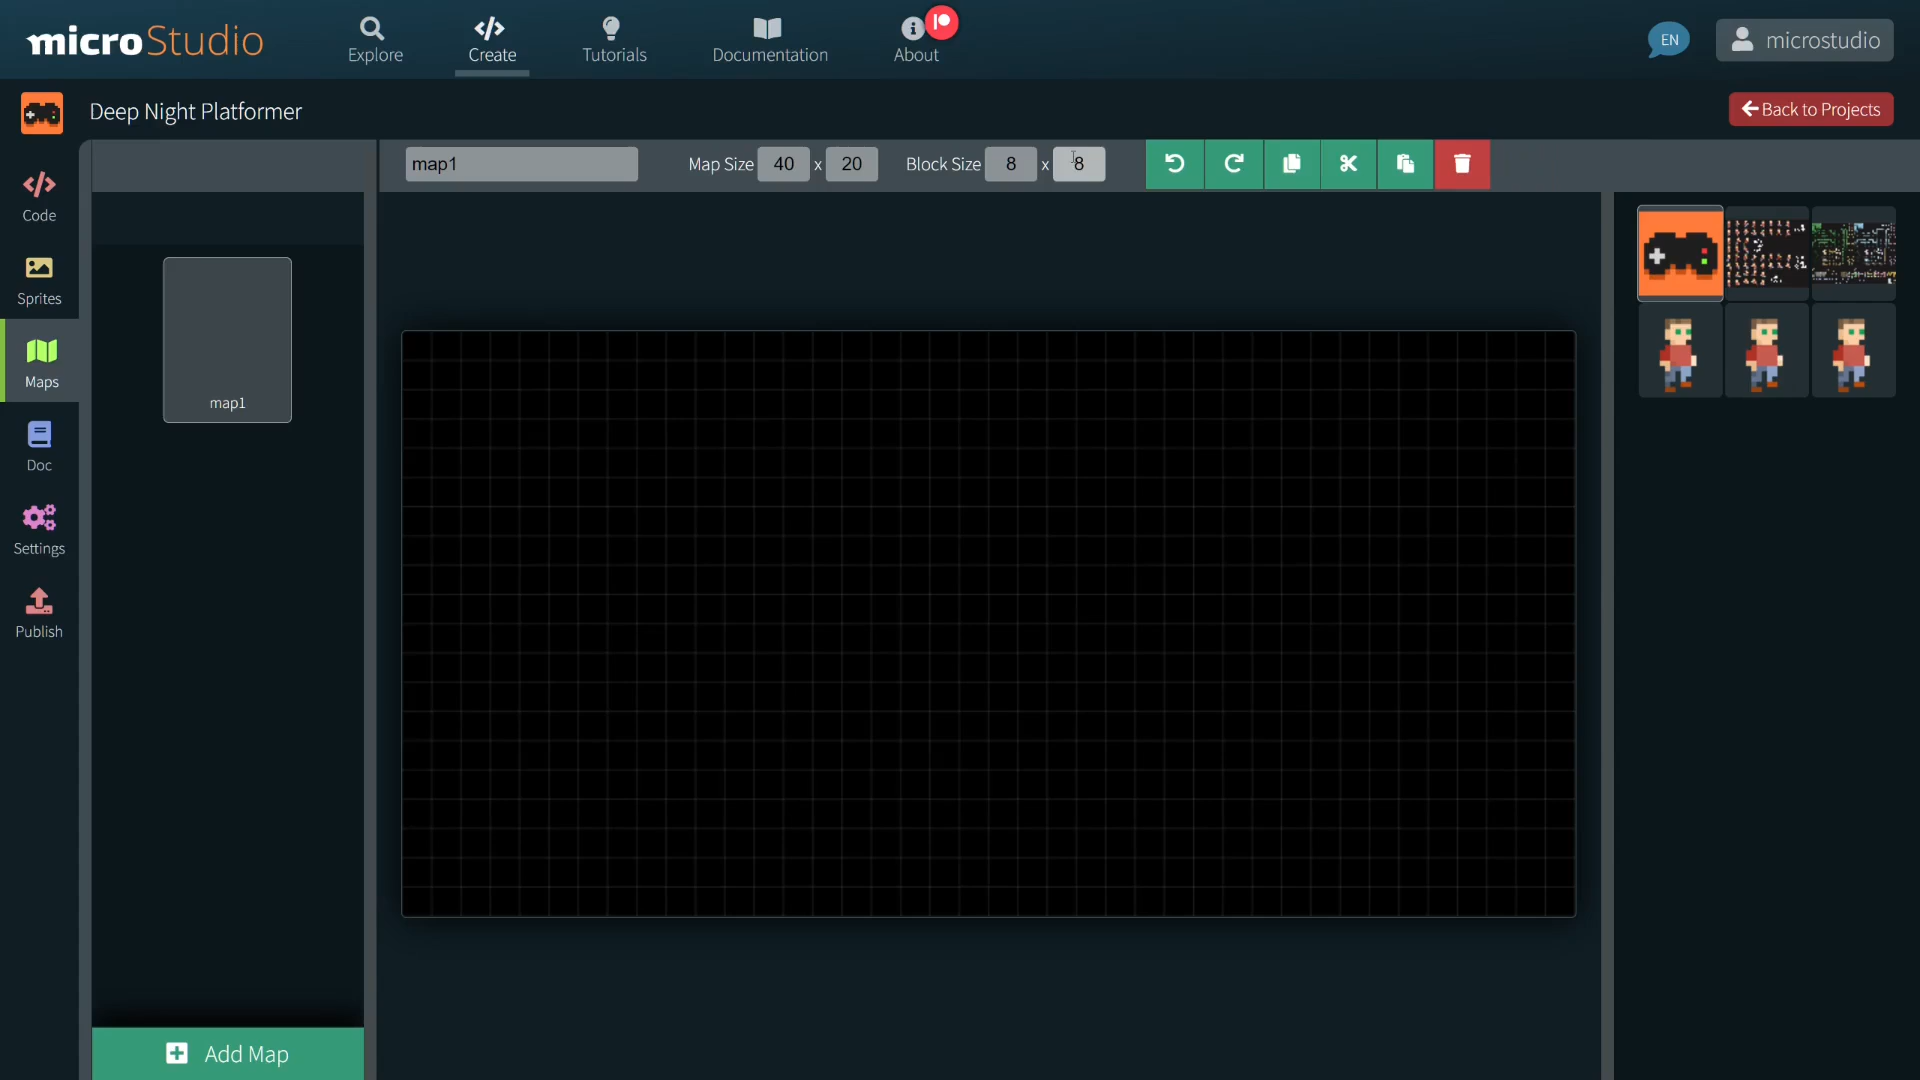 microStudio
Explore
Create
Tutorials
Documentation
About
EN
microstudio
Deep Night Platformer
Back to Projects
map1
Map Size 40 x 20
Block Size 8 x 8
Code
Sprites
Maps
Doc
Settings
Publish
map1
Add Map